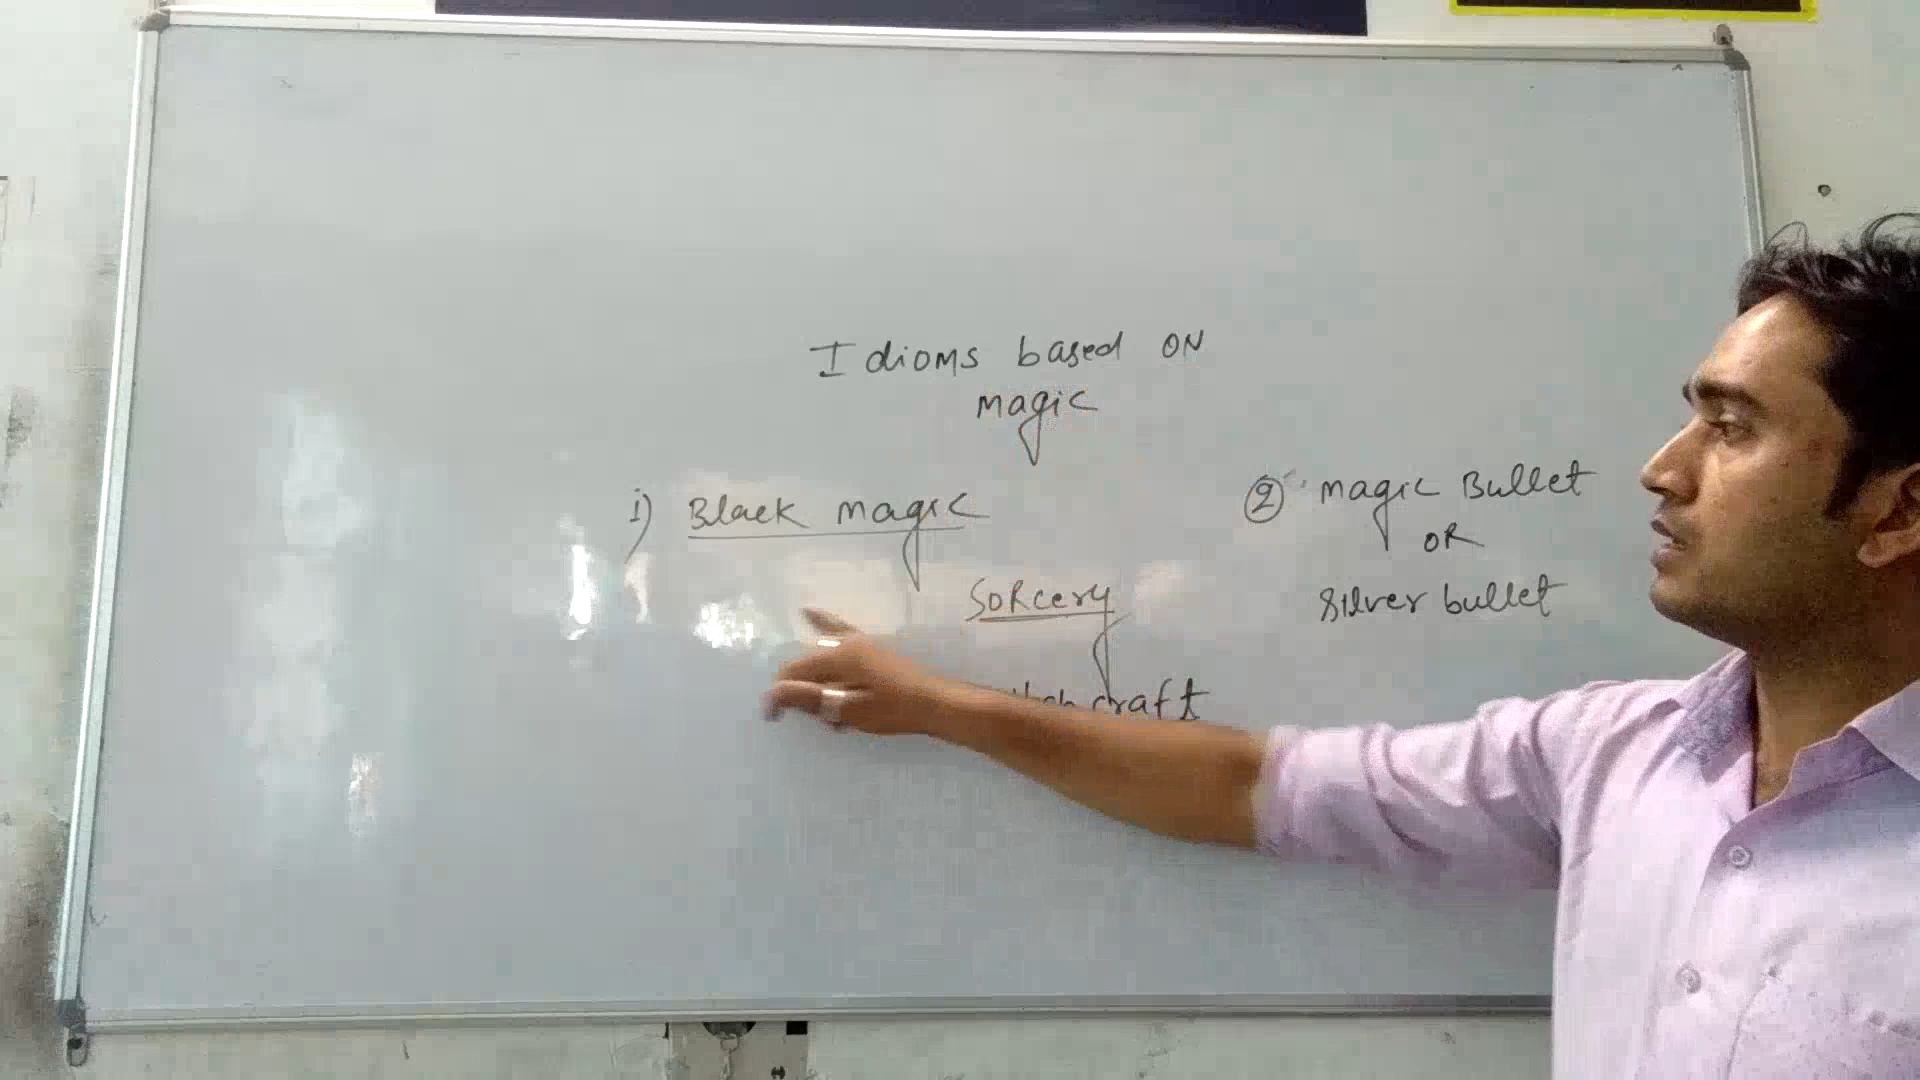 Idioms based ON
magic
i) Black magic
Sorcery
craft
② magic Bullet
OR
silver bullet